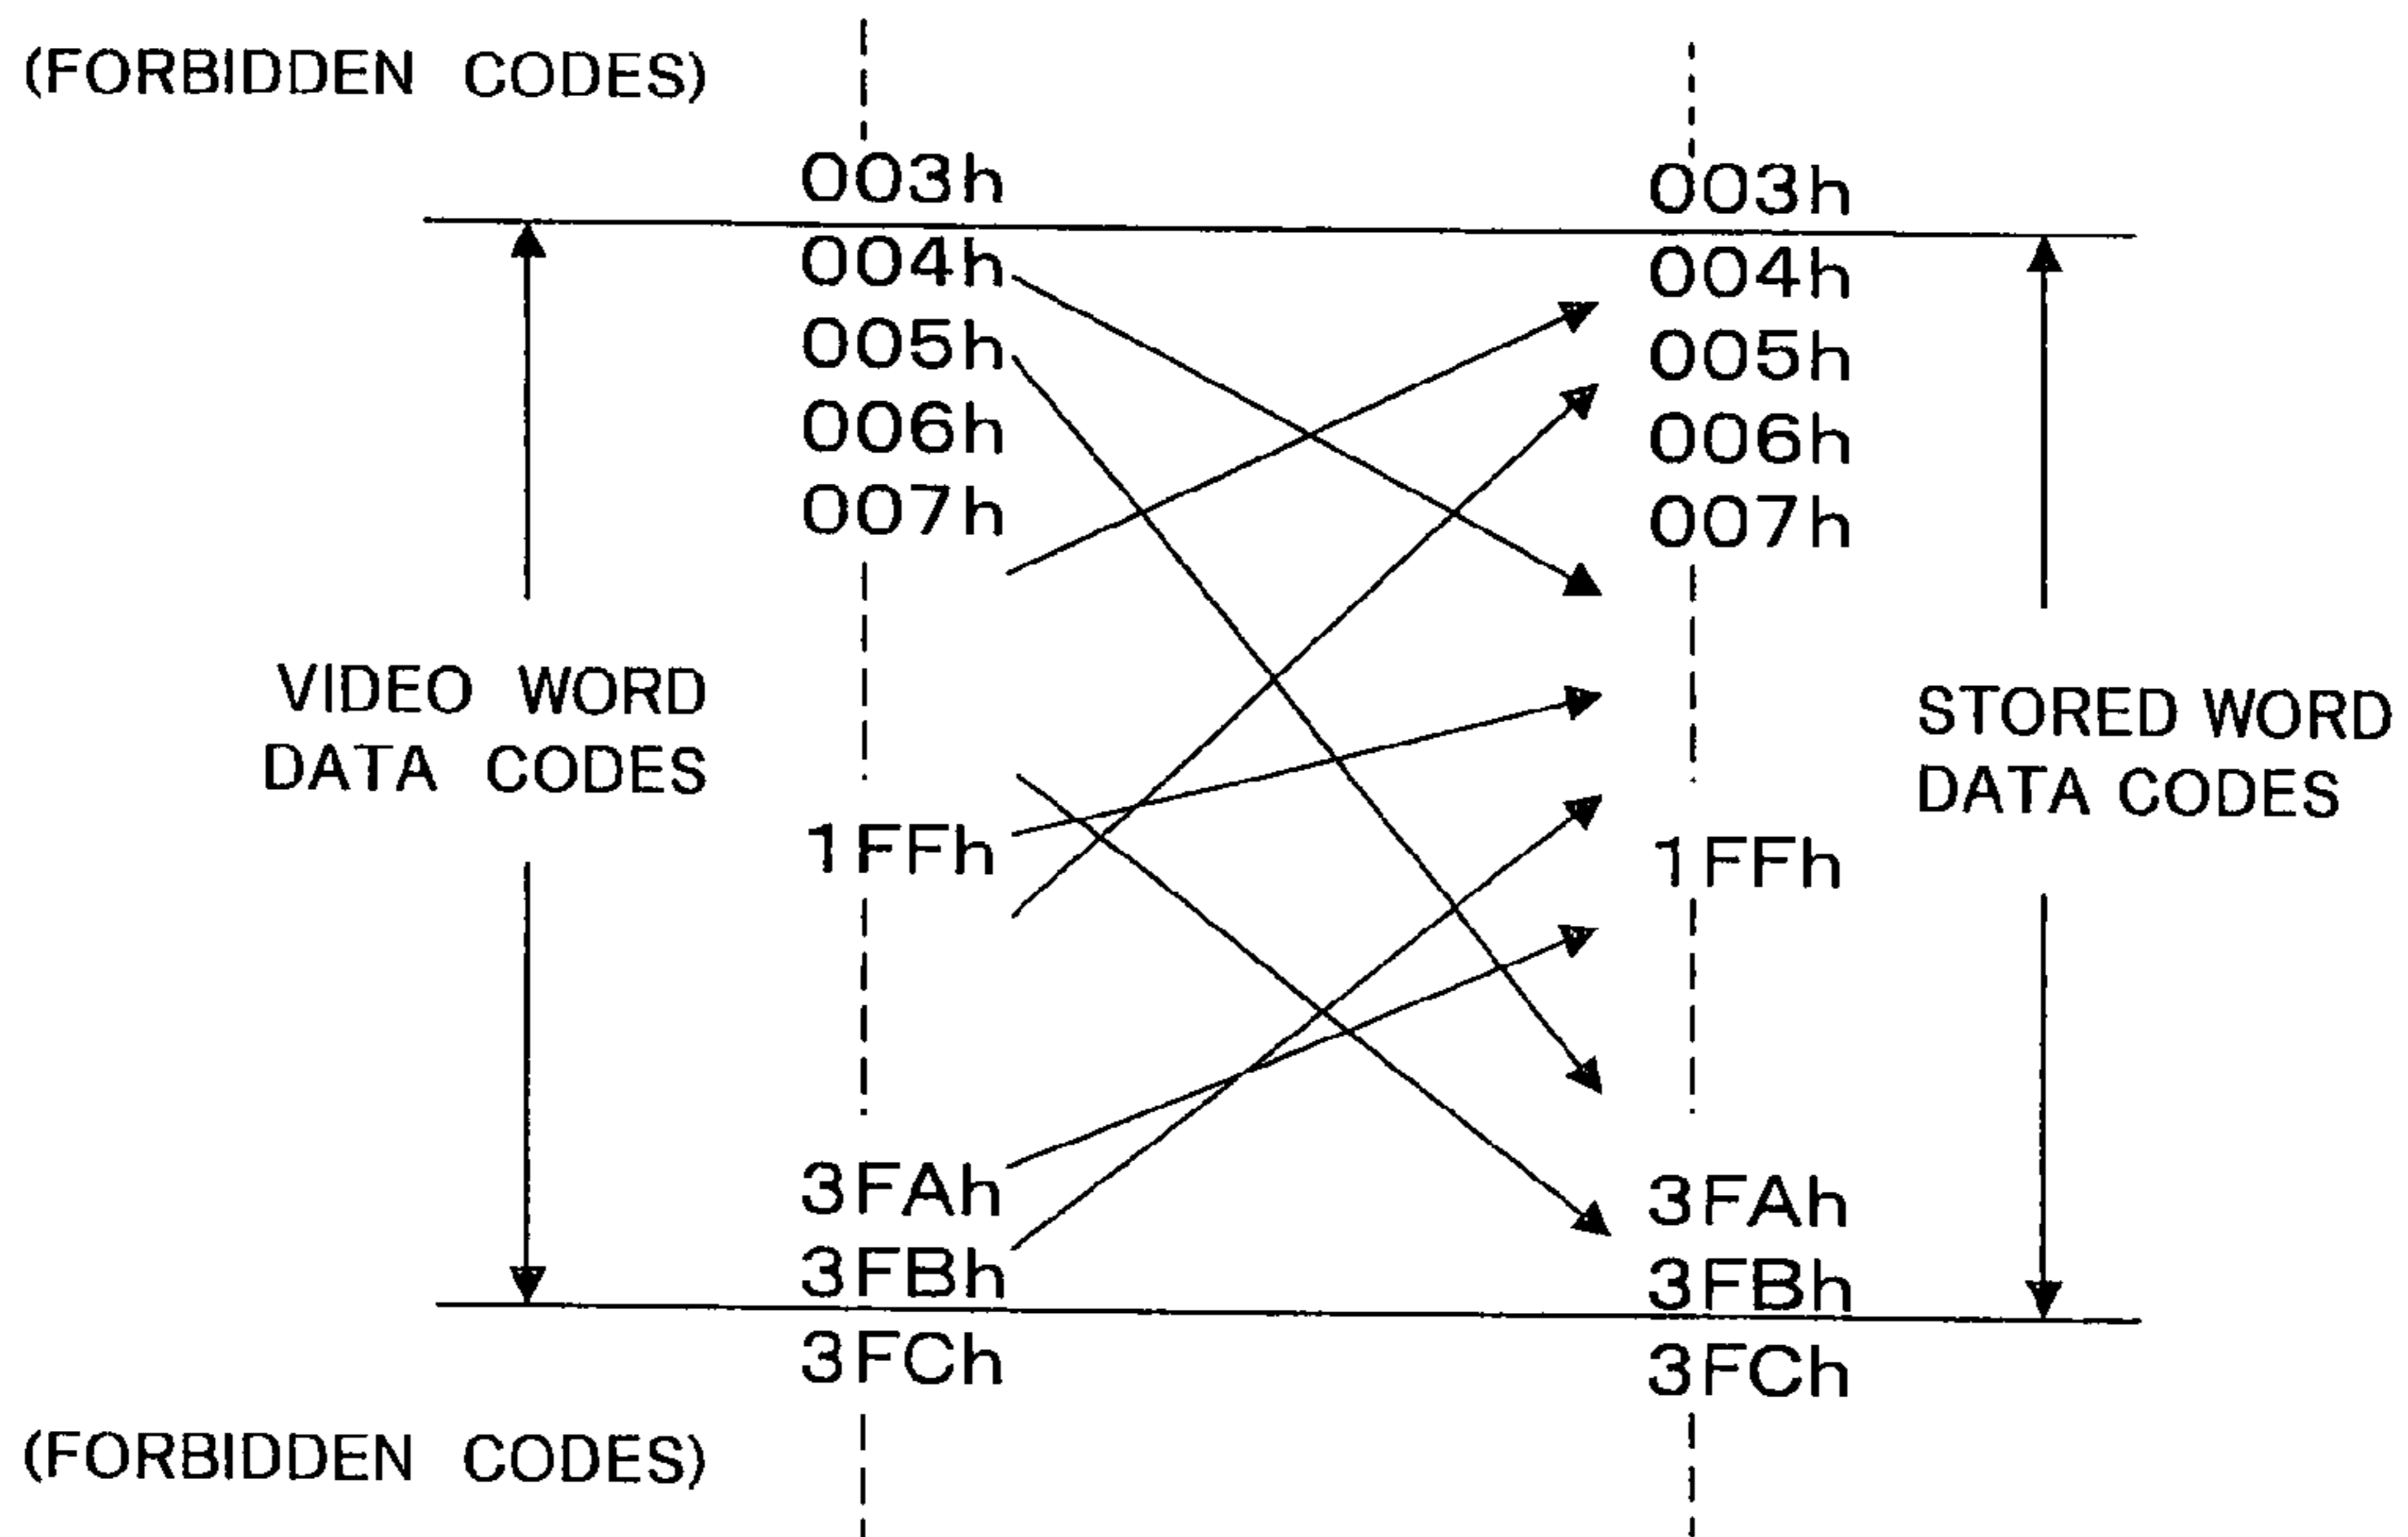 (FORBIDDEN CODES)
003h
003h
004h
004h
005h
005h
006h
006h
007h
007h
VIDEO WORD
DATA CODES
STORED WORD
DATA CODES
1FFh
1FFh
3FAh
3FAh
3FBh
3FBh
3FCh
3FCh
(FORBIDDEN CODES)